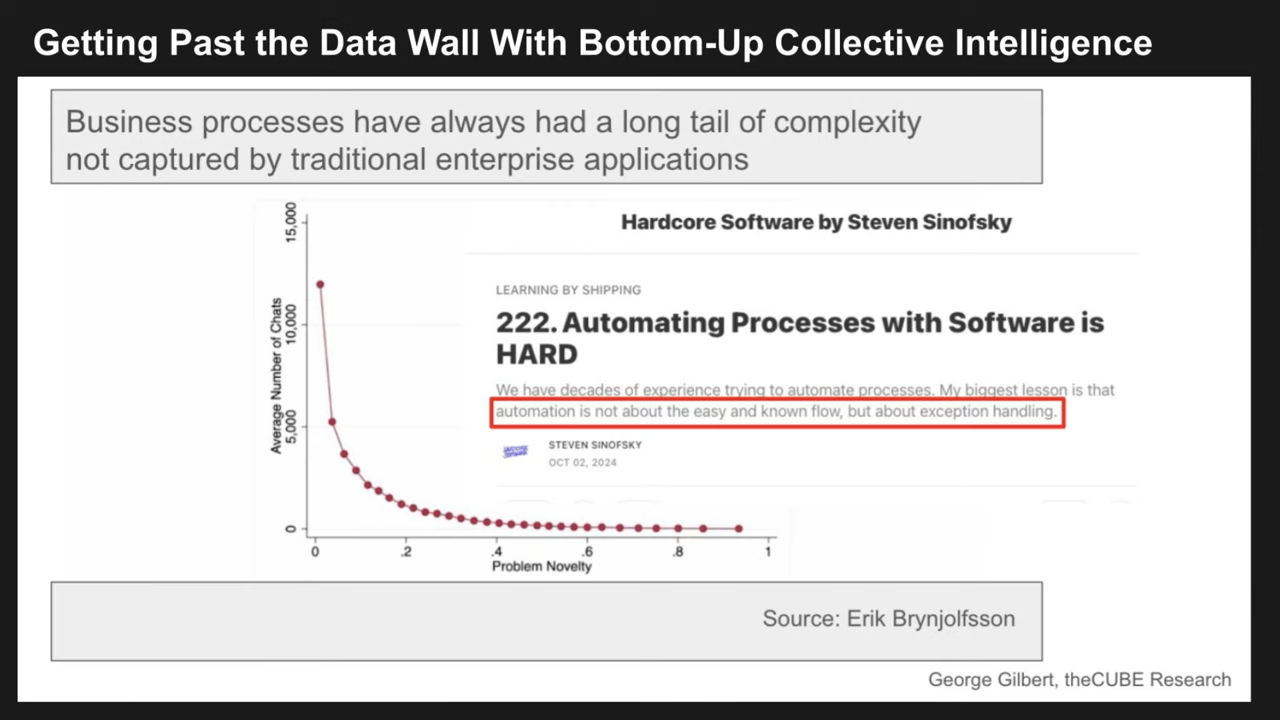 Getting Past the Data Wall With Bottom-Up Collective Intelligence
Business processes have always had a long tail of complexity
not captured by traditional enterprise applications
Hardcore Software by Steven Sinofsky
LEARNING BY SHIPPING
222. Automating Processes with Software is
HARD
We have decades of experience trying to automate processes. My biggest lesson is that
automation is not about the easy and known flow, but about exception handling.
STEVEN SINOFSKY
OCT 02, 2024
Average Number of Chats
15,000
10,000
5,000
0
0 .2 .4 .6 .8 1
Problem Novelty
Source: Erik Brynjolfsson
George Gilbert, theCUBE Research